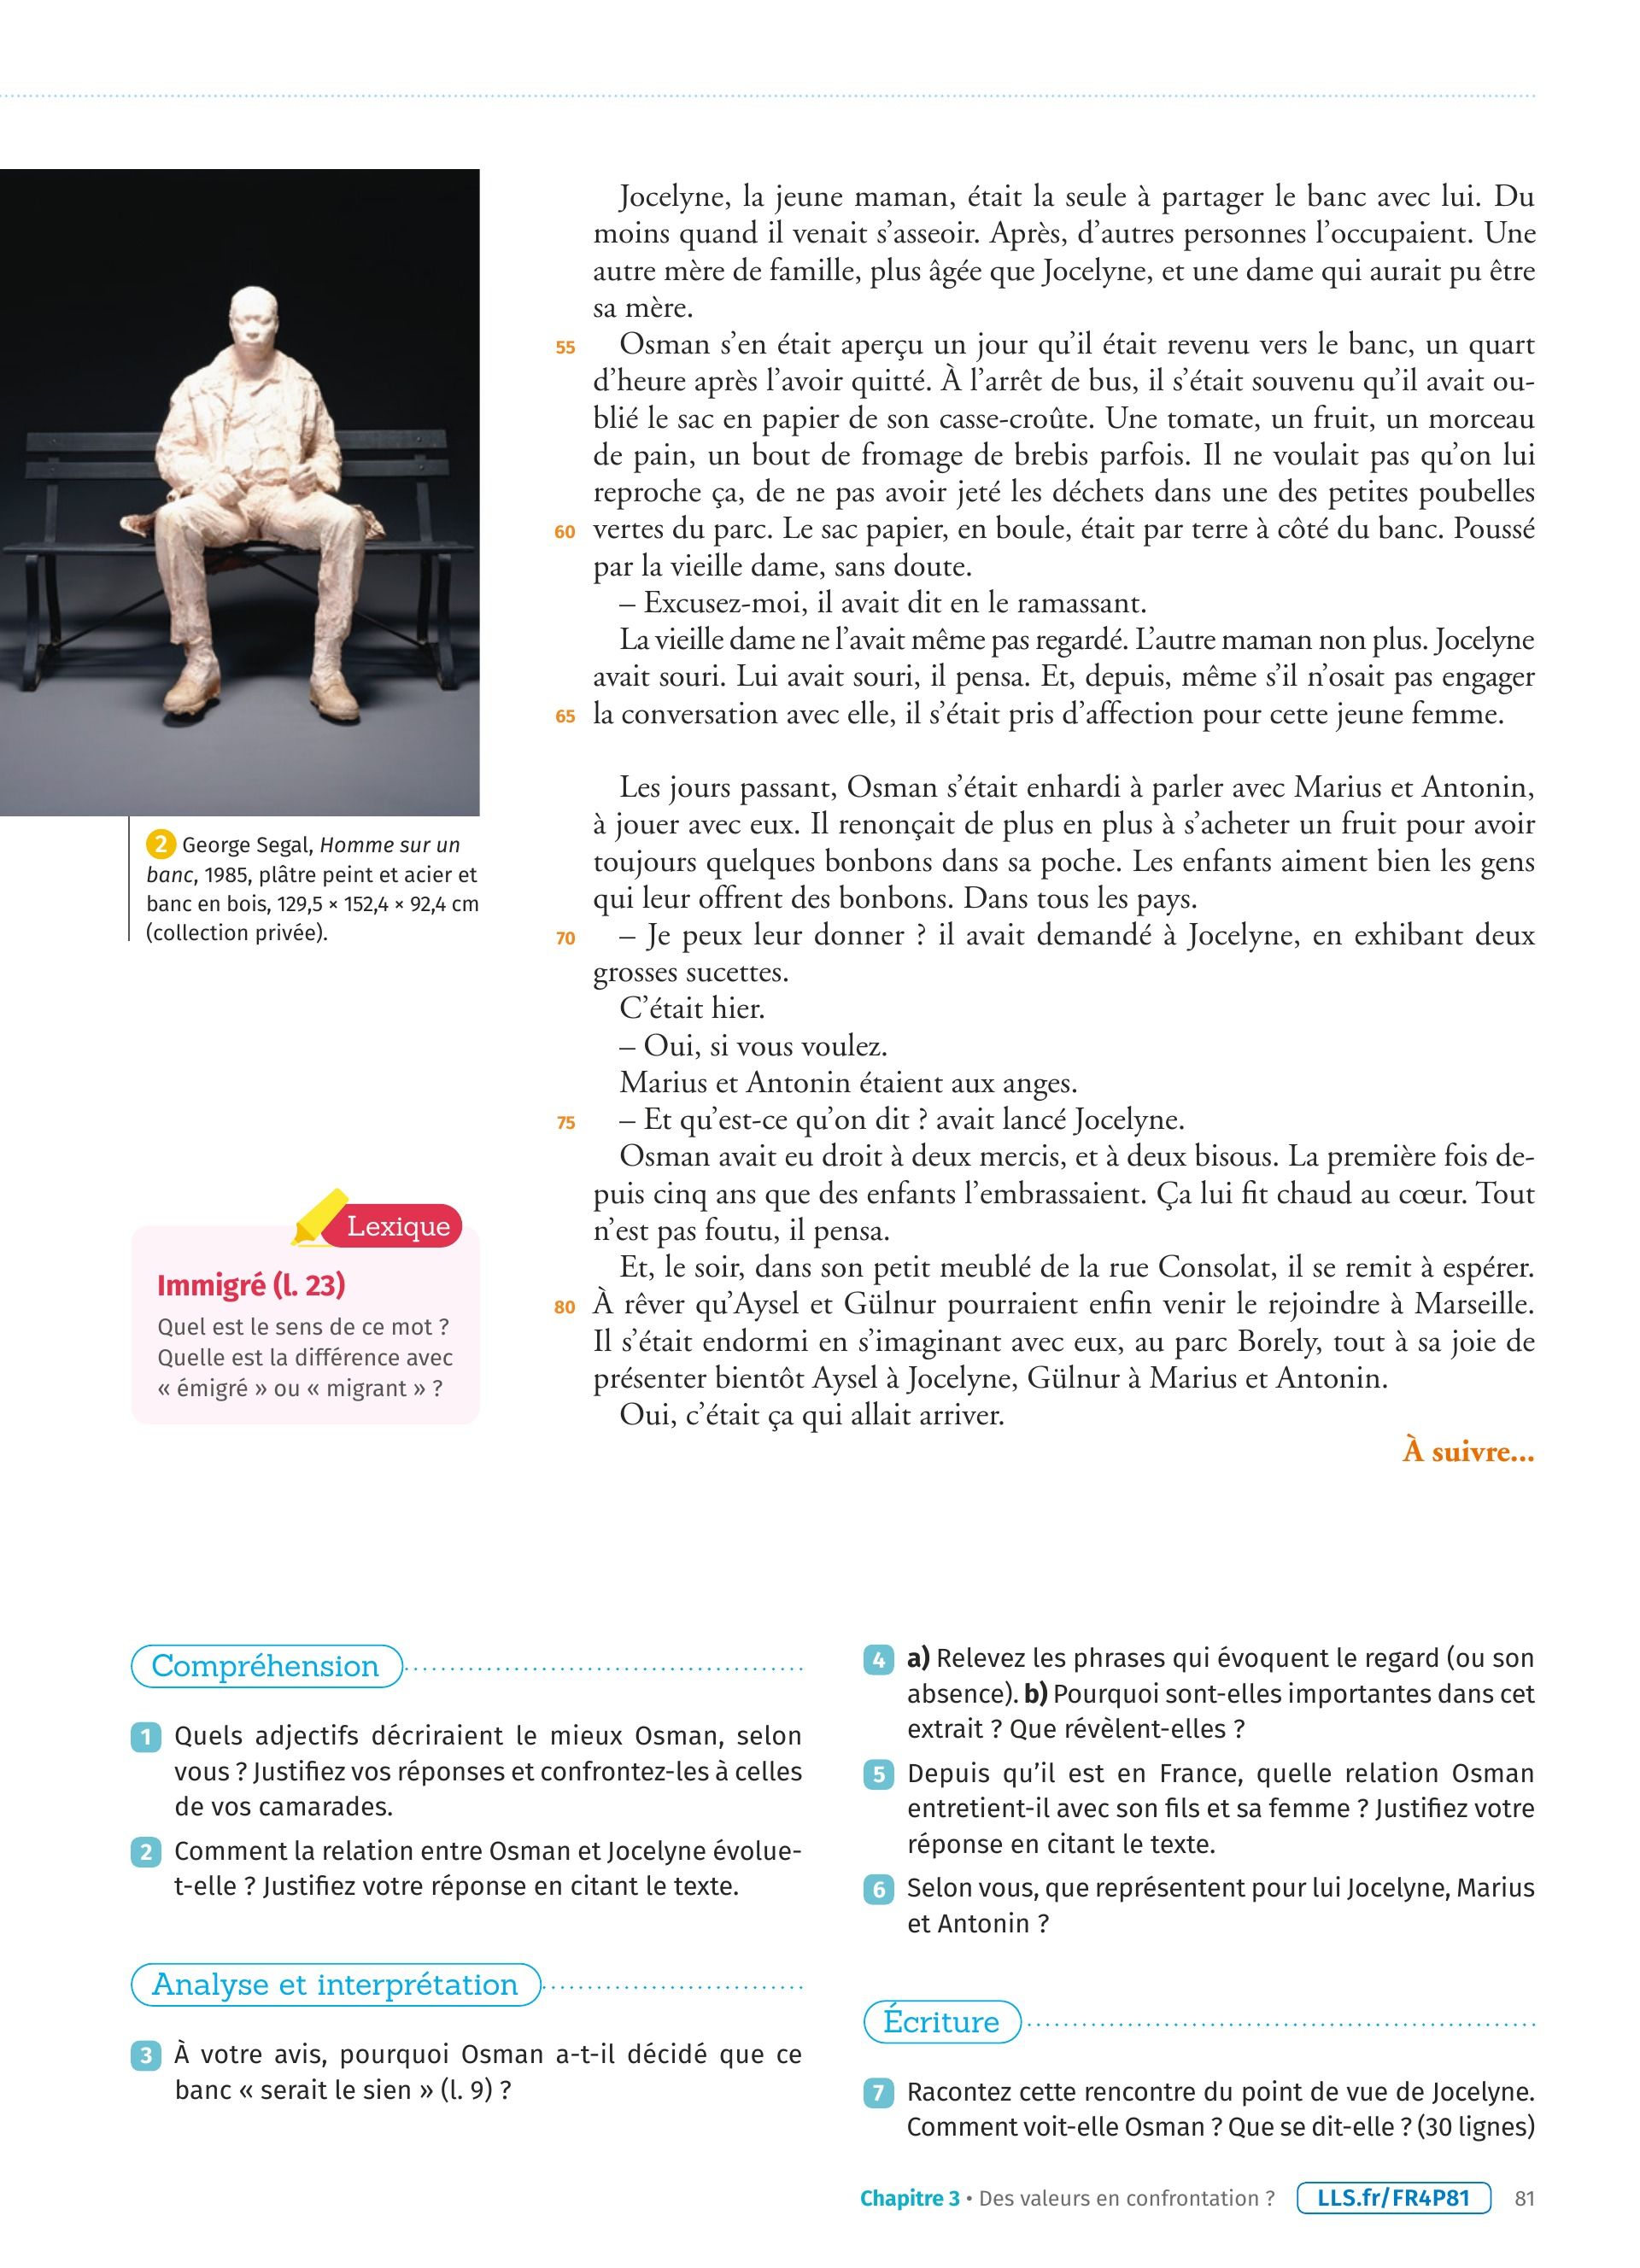 Jocelyne, la jeune maman, était la seule à partager le banc avec lui. Du
moins quand il venait s’asseoir. Après, d’autres personnes l’occupaient. Une
autre mère de famille, plus âgée que Jocelyne, et une dame qui aurait pu être
sa mère.
55 Osman s’en était aperçu un jour qu’il était revenu vers le banc, un quart
d’heure après l’avoir quitté. À l’arrêt de bus, il s’était souvenu qu’il avait ou-
blié le sac en papier de son casse-croûte. Une tomate, un fruit, un morceau
de pain, un bout de fromage de brebis parfois. Il ne voulait pas qu’on lui
reproche ça, de ne pas avoir jeté les déchets dans une des petites poubelles
60 vertes du parc. Le sac papier, en boule, était par terre à côté du banc. Poussé
par la vieille dame, sans doute.
– Excusez-moi, il avait dit en le ramassant.
La vieille dame ne l’avait même pas regardé. L’autre maman non plus. Jocelyne
avait souri. Lui avait souri, il pensa. Et, depuis, même s’il n’osait pas engager
65 la conversation avec elle, il s’était pris d’affection pour cette jeune femme.
Les jours passant, Osman s’était enhardi à parler avec Marius et Antonin,
à jouer avec eux. Il renonçait de plus en plus à s’acheter un fruit pour avoir
toujours quelques bonbons dans sa poche. Les enfants aiment bien les gens
qui leur offrent des bonbons. Dans tous les pays.
70 – Je peux leur donner ? il avait demandé à Jocelyne, en exhibant deux
grosses sucettes.
C’était hier.
– Oui, si vous voulez.
Marius et Antonin étaient aux anges.
75 – Et qu’est-ce qu’on dit ? avait lancé Jocelyne.
Osman avait eu droit à deux mercis, et à deux bisous. La première fois de-
puis cinq ans que des enfants l’embrassaient. Ça lui fit chaud au cœur. Tout
n’est pas foutu, il pensa.
Et, le soir, dans son petit meublé de la rue Consolat, il se remit à espérer.
80 À rêver qu’Aysel et Gülnur pourraient enfin venir le rejoindre à Marseille.
Il s’était endormi en s’imaginant avec eux, au parc Borely, tout à sa joie de
présenter bientôt Aysel à Jocelyne, Gülnur à Marius et Antonin.
Oui, c’était ça qui allait arriver.
À suivre...
2 George Segal, Homme sur un
banc, 1985, plâtre peint et acier et
banc en bois, 129,5 × 152,4 × 92,4 cm
(collection privée).
Lexique
Immigré (l. 23)
Quel est le sens de ce mot ?
Quelle est la différence avec
« émigré » ou « migrant » ?
Compréhension
1 Quels adjectifs décriraient le mieux Osman, selon
vous ? Justifiez vos réponses et confrontez-les à celles
de vos camarades.
2 Comment la relation entre Osman et Jocelyne évolue-
t-elle ? Justifiez votre réponse en citant le texte.
Analyse et interprétation
3 À votre avis, pourquoi Osman a-t-il décidé que ce
banc « serait le sien » (l. 9) ?
4 a) Relevez les phrases qui évoquent le regard (ou son
absence). b) Pourquoi sont-elles importantes dans cet
extrait ? Que révèlent-elles ?
5 Depuis qu’il est en France, quelle relation Osman
entretient-il avec son fils et sa femme ? Justifiez votre
réponse en citant le texte.
6 Selon vous, que représentent pour lui Jocelyne, Marius
et Antonin ?
Écriture
7 Racontez cette rencontre du point de vue de Jocelyne.
Comment voit-elle Osman ? Que se dit-elle ? (30 lignes)
Chapitre 3 • Des valeurs en confrontation ? LLS.fr/FR4P81 81